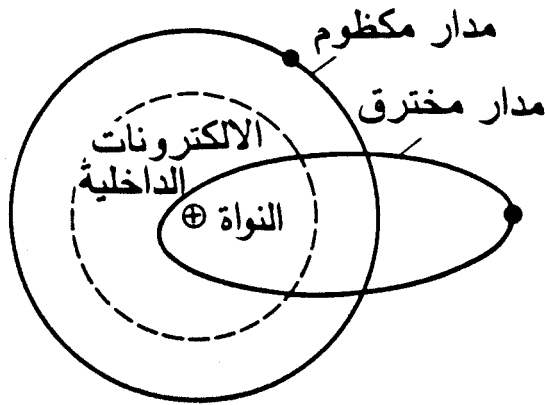 مدار مكظوم
مدار مخترق
الالكترونات
الداخلية
النواة